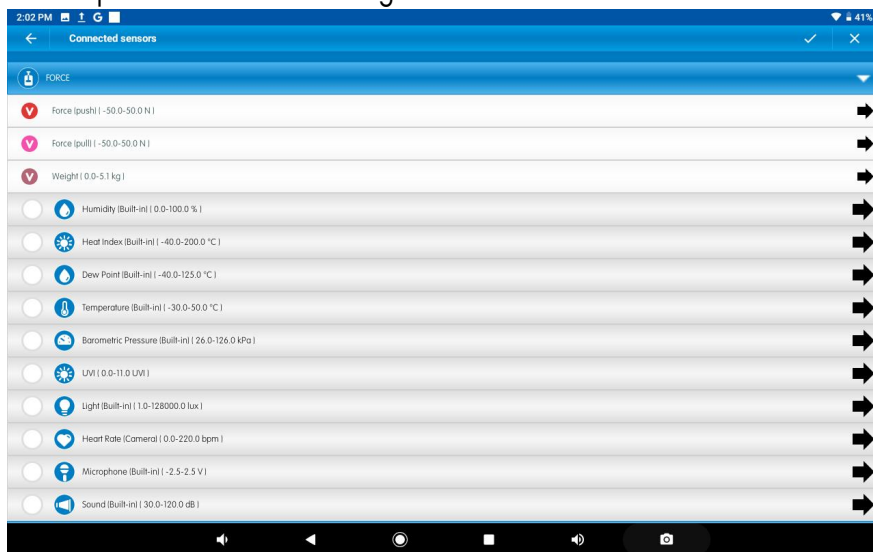 2:02 PM G 41%
Connected sensors
FORCE
Force (push) ( -50.0-50.0 N )
Force (pull) ( -50.0-50.0 N )
Weight ( 0.0-5.1 kg )
Humidity (Built-in) ( 0.0-100.0 % )
Heat Index (Built-in) ( -40.0-200.0 °C )
Dew Point (Built-in) ( -40.0-125.0 °C )
Temperature (Built-in) ( -30.0-50.0 °C )
Barometric Pressure (Built-in) ( 26.0-126.0 kPa )
UVI ( 0.0-11.0 UVI )
Light (Built-in) ( 1.0-128000.0 lux )
Heart Rate (Camera) ( 0.0-220.0 bpm )
Microphone (Built-in) ( -2.5-2.5 V )
Sound (Built-in) ( 30.0-120.0 dB )